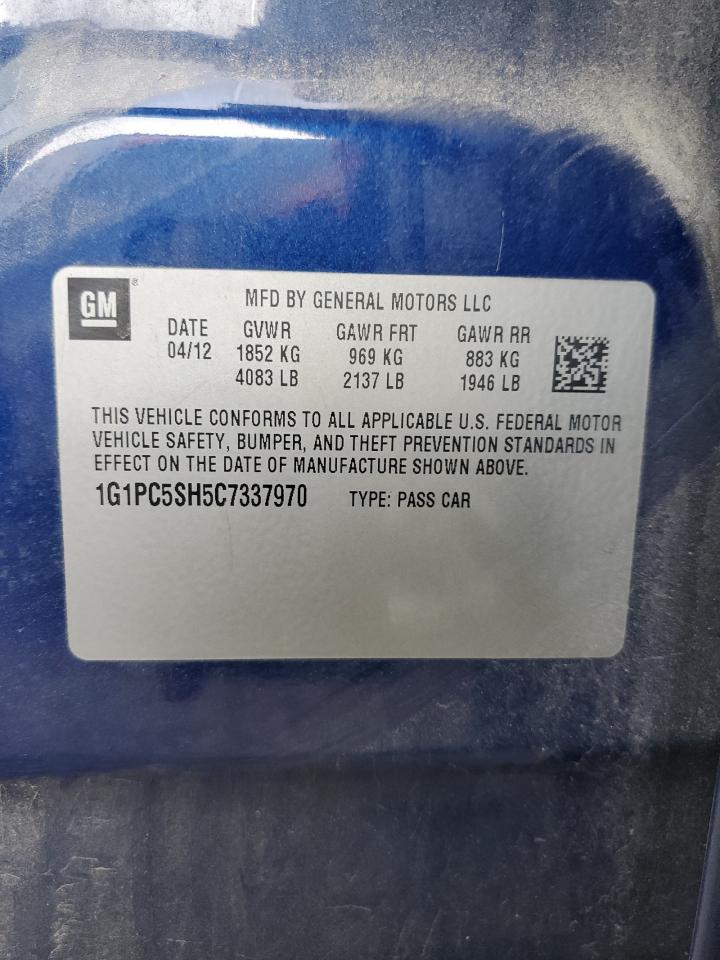 GM ®
MFD BY GENERAL MOTORS LLC
DATE GVWR GAWR FRT GAWR RR
04/12 1852 KG 969 KG 883 KG
4083 LB 2137 LB 1946 LB
THIS VEHICLE CONFORMS TO ALL APPLICABLE U.S. FEDERAL MOTOR
VEHICLE SAFETY, BUMPER, AND THEFT PREVENTION STANDARDS IN
EFFECT ON THE DATE OF MANUFACTURE SHOWN ABOVE.
1G1PC5SH5C7337970 TYPE: PASS CAR